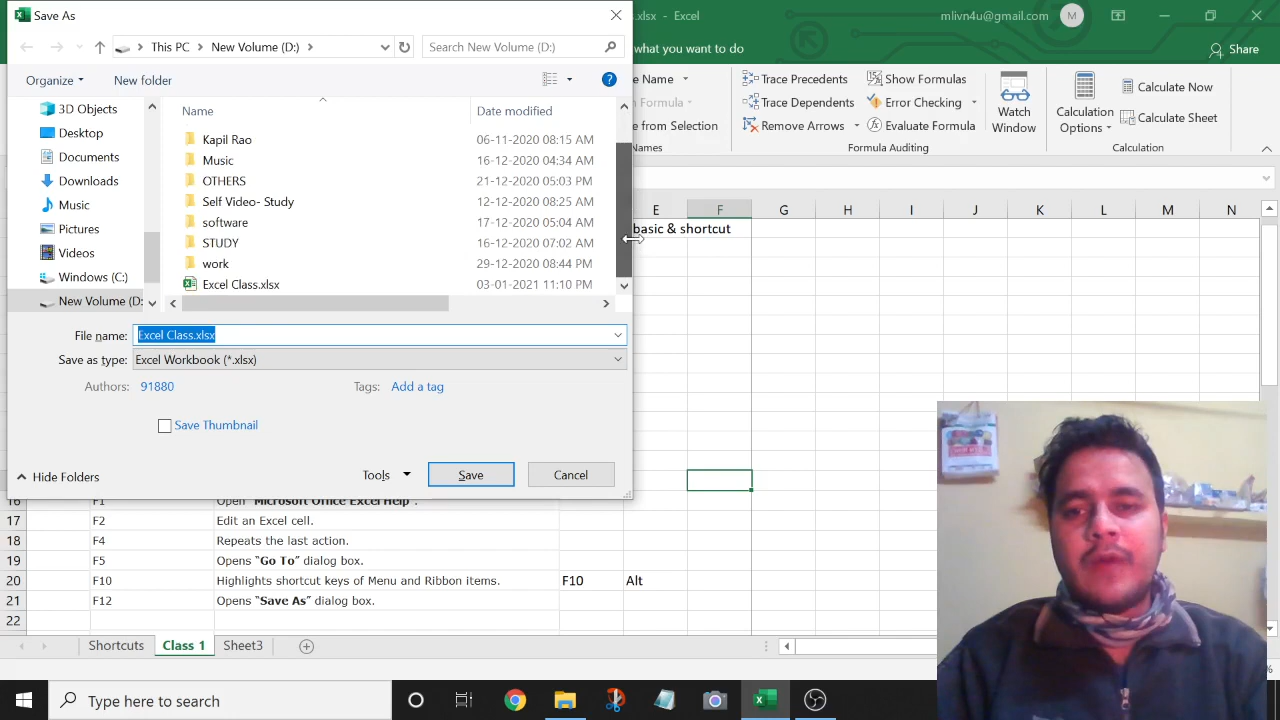 Save As
.xlsx - Excel
mlivn4u@gmail.com
M
This PC
New Volume (D:)
Search New Volume (D:)
what you want to do
Share
Organize
New folder
?
Name
Date modified
3D Objects
Desktop
Documents
Downloads
Music
Pictures
Videos
Windows (C:)
New Volume (D:
Kapil Rao 06-11-2020 08:15 AM
Music 16-12-2020 04:34 AM
OTHERS 21-12-2020 05:03 PM
Self Video- Study 12-12-2020 08:25 AM
software 17-12-2020 05:04 AM
STUDY 16-12-2020 07:02 AM
work 29-12-2020 08:44 PM
Excel Class.xlsx 03-01-2021 11:10 PM
File name: Excel Class.xlsx
Save as type: Excel Workbook (*.xlsx)
Authors: 91880
Tags: Add a tag
Save Thumbnail
Hide Folders
Tools
Save
Cancel
e Name
n Formula
e from Selection
Names
Trace Precedents
Trace Dependents
Remove Arrows
Show Formulas
Error Checking
Evaluate Formula
Formula Auditing
Watch
Window
Calculation
Options
Calculate Now
Calculate Sheet
Calculation
E F G H I J K L M N
basic & shortcut
16 F1 Open "Microsoft Office Excel Help".
17 F2 Edit an Excel cell.
18 F4 Repeats the last action.
19 F5 Opens "Go To" dialog box.
20 F10 Highlights shortcut keys of Menu and Ribbon items. F10 Alt
21 F12 Opens "Save As" dialog box.
22
Shortcuts
Class 1
Sheet3
%
Type here to search